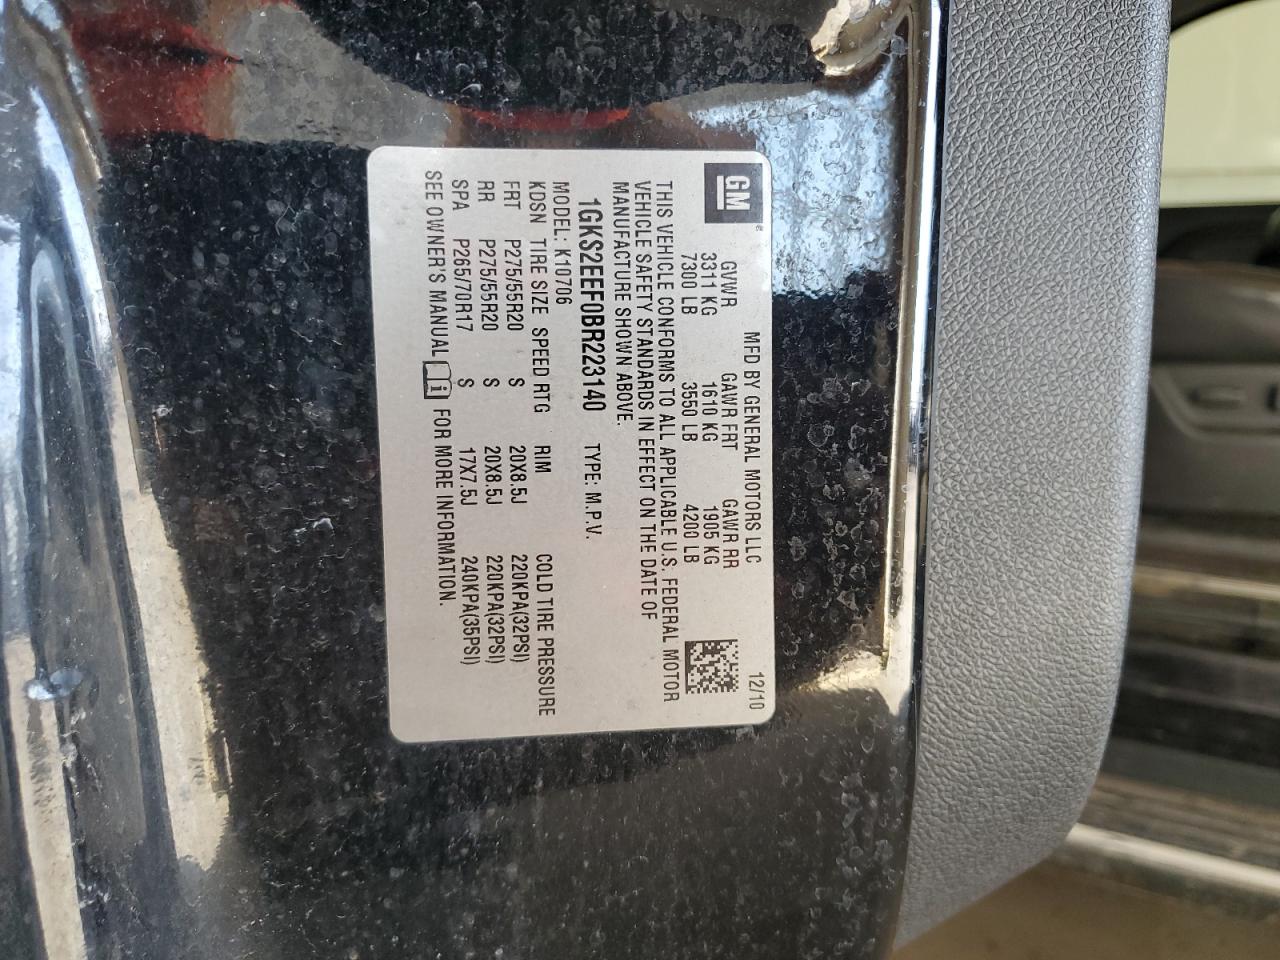 GM
MFD BY GENERAL MOTORS LLC 12/10
GVWR GAWR FRT GAWR RR
3311 KG 1610 KG 1905 KG
7300 LB 3550 LB 4200 LB
THIS VEHICLE CONFORMS TO ALL APPLICABLE U.S. FEDERAL MOTOR
VEHICLE SAFETY STANDARDS IN EFFECT ON THE DATE OF
MANUFACTURE SHOWN ABOVE.
1GKS2EEF0BR223140 TYPE: M.P.V.
MODEL: K10706
KDSN TIRE SIZE SPEED RTG RIM COLD TIRE PRESSURE
FRT P275/55R20 S 20X8.5J 220KPA(32PSI)
RR P275/55R20 S 20X8.5J 220KPA(32PSI)
SPA P265/70R17 S 17X7.5J 240KPA(35PSI)
SEE OWNER'S MANUAL i FOR MORE INFORMATION.